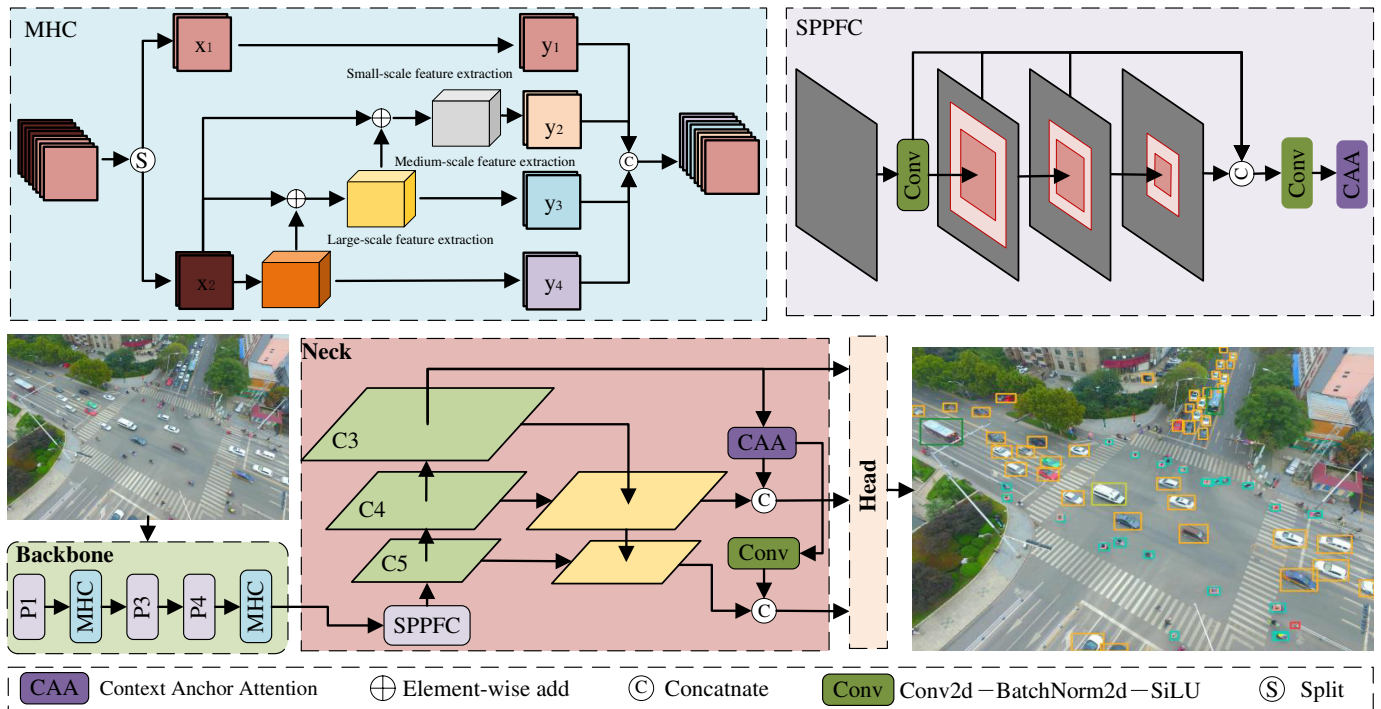 MHC
x1
y1
Small-scale feature extraction
S
y2
Medium-scale feature extraction
C
y3
Large-scale feature extraction
x2
y4
SPPFC
Conv
C
Conv
CAA
Backbone
P1
MHC
P3
P4
MHC
Neck
C3
C4
C5
SPPFC
CAA
C
Conv
C
Head
CAA Context Anchor Attention
Element-wise add
C Concatnate
Conv Conv2d－BatchNorm2d－SiLU
S Split